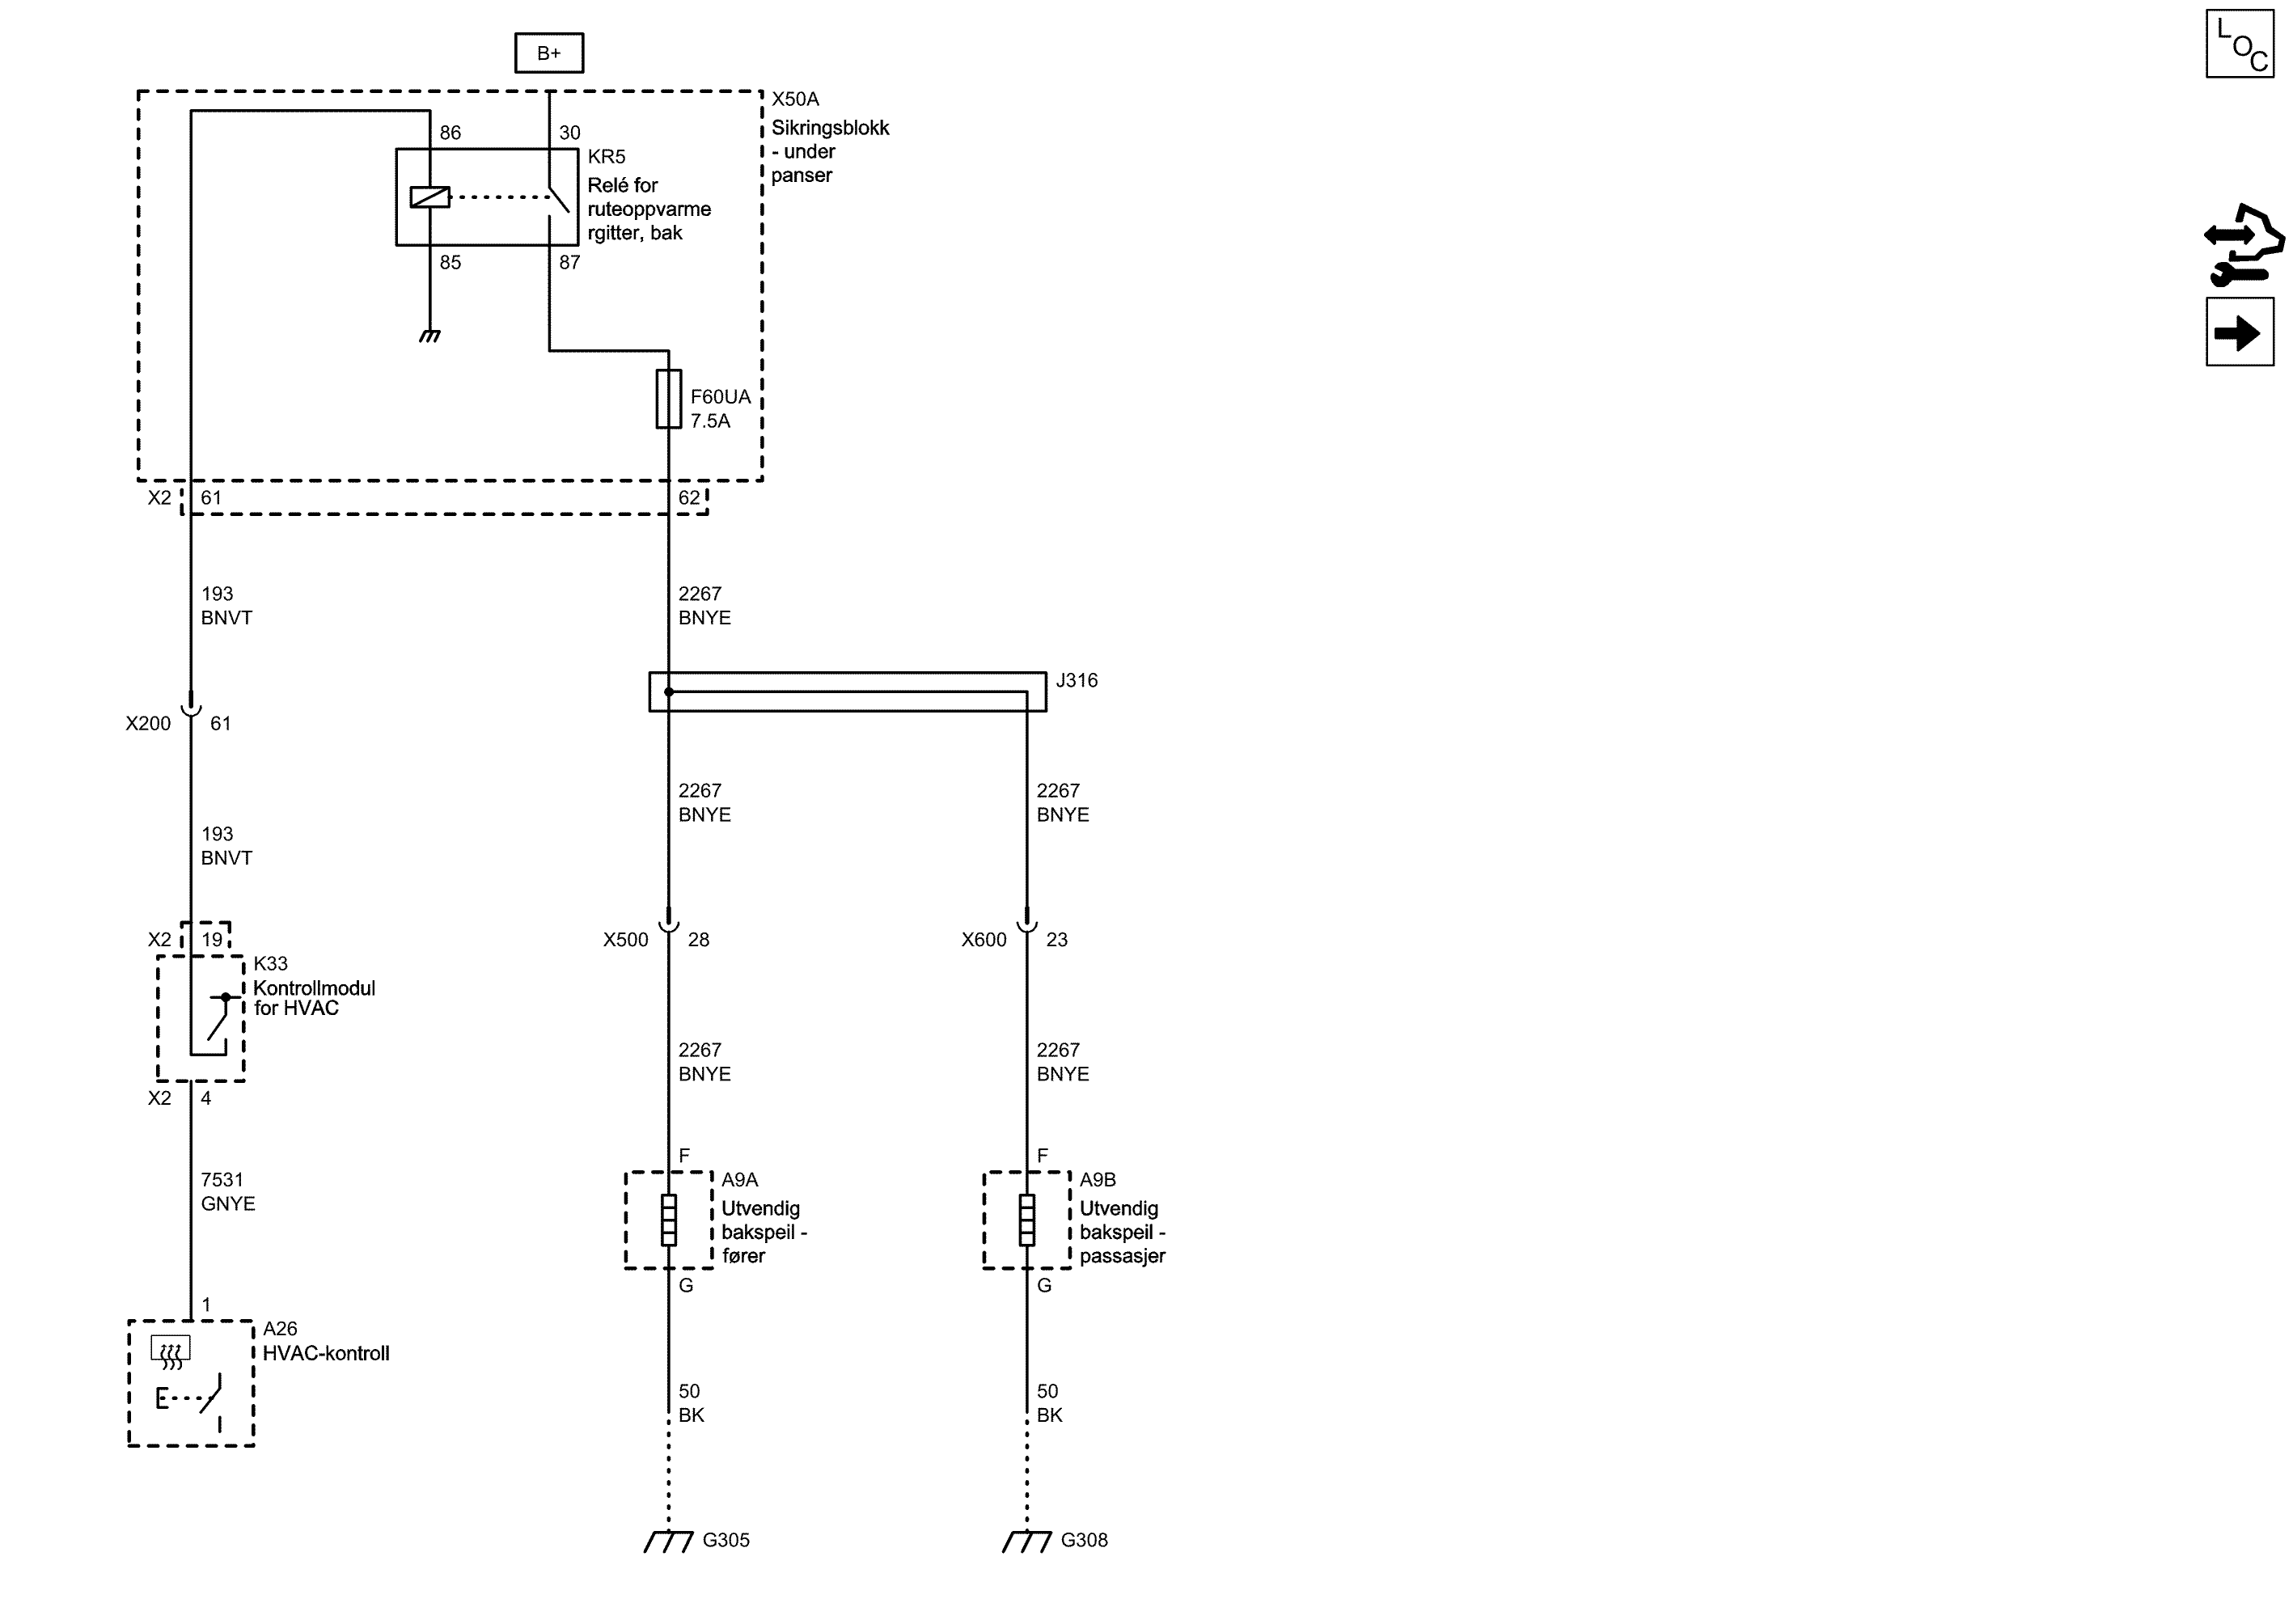 B+
LOC
X50A
Sikringsblokk
- under
panser
86
30
KR5
Relé for
ruteoppvarme
rgitter, bak
85
87
F60UA
7.5A
X2
61
62
193
BNVT
2267
BNYE
J316
X200
61
2267
BNYE
2267
BNYE
193
BNVT
X2
19
X500
28
X600
23
K33
Kontrollmodul
for HVAC
2267
BNYE
2267
BNYE
X2
4
F
F
7531
GNYE
A9A
Utvendig
bakspeil -
fører
A9B
Utvendig
bakspeil -
passasjer
G
G
1
A26
HVAC-kontroll
50
BK
50
BK
G305
G308